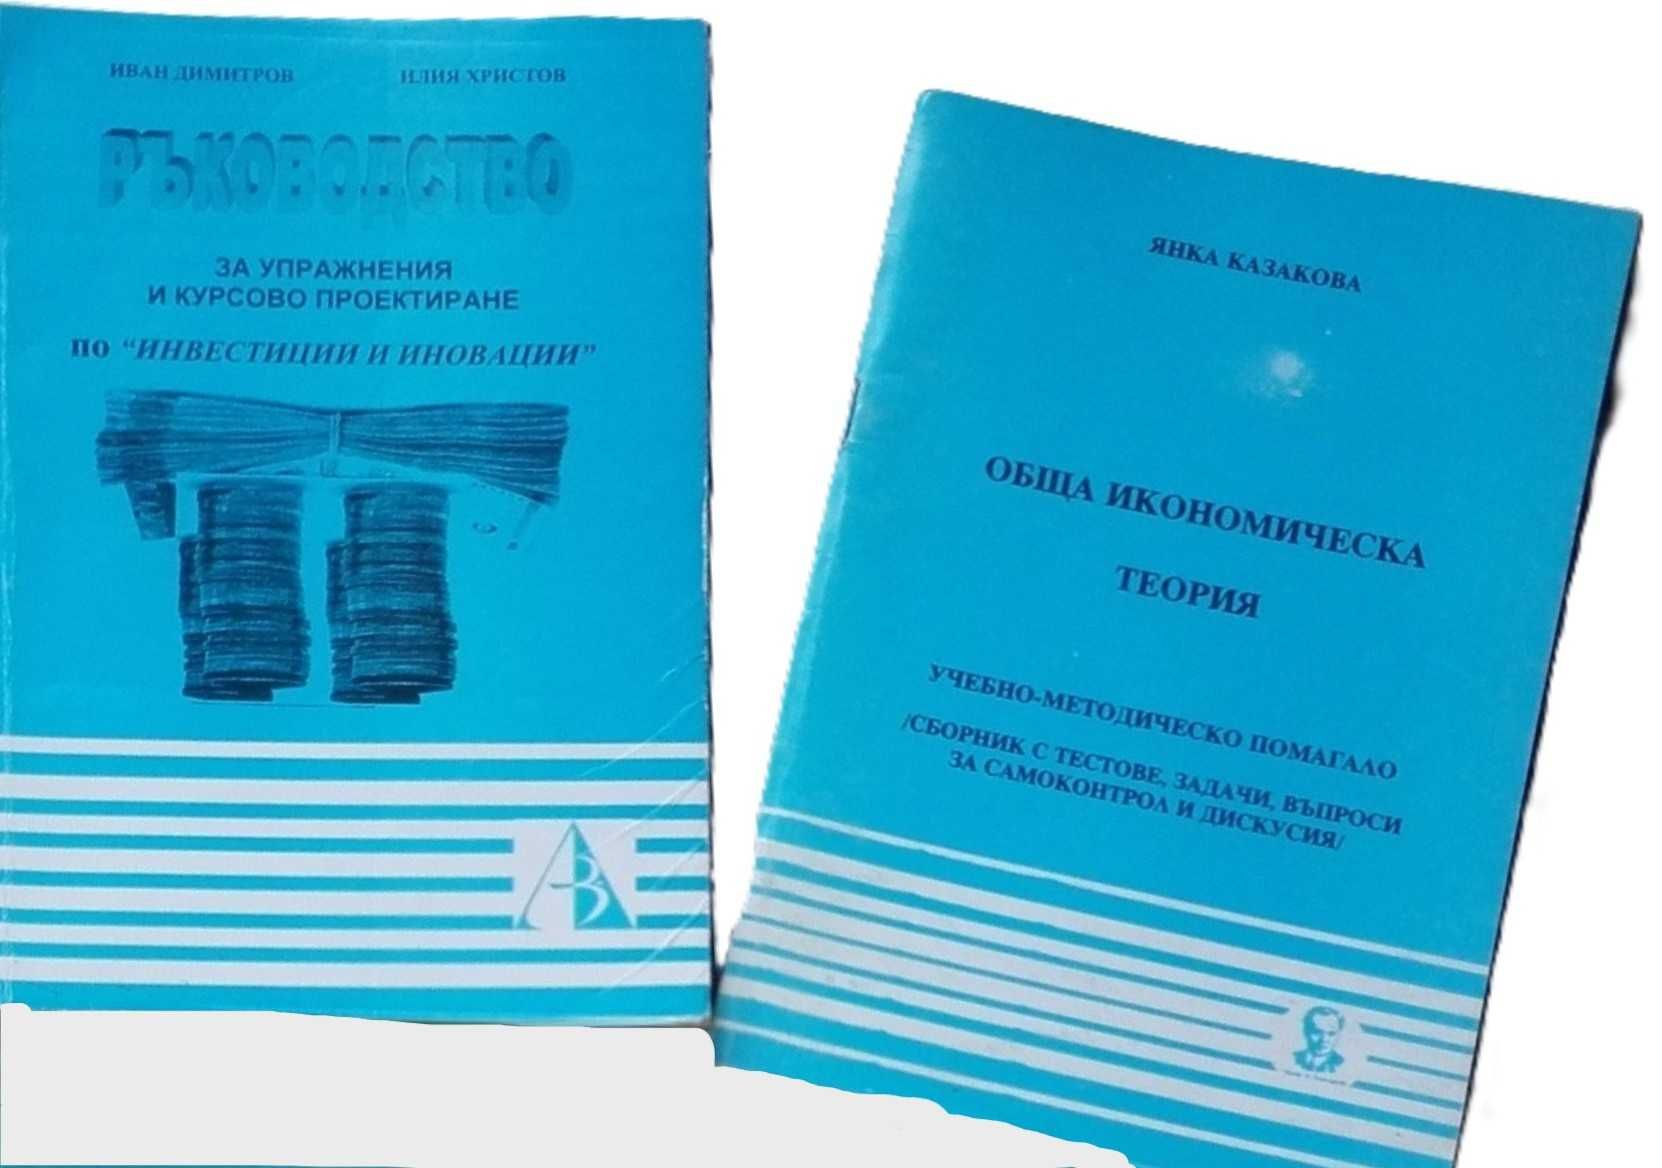 ИВАН ДИМИТРОВ ИЛИЯ ХРИСТОВ
РЪКОВОДСТВО
ЗА УПРАЖНЕНИЯ
И КУРСОВО ПРОЕКТИРАНЕ
ПО "ИНВЕСТИЦИИ И ИНОВАЦИИ"
ЯНКА КАЗАКОВА
ОБЩА ИКОНОМИЧЕСКА
ТЕОРИЯ
УЧЕБНО-МЕТОДИЧЕСКО ПОМАГАЛО
/СБОРНИК С ТЕСТОВЕ, ЗАДАЧИ, ВЪПРОСИ
ЗА САМОКОНТРОЛ И ДИСКУСИЯ/